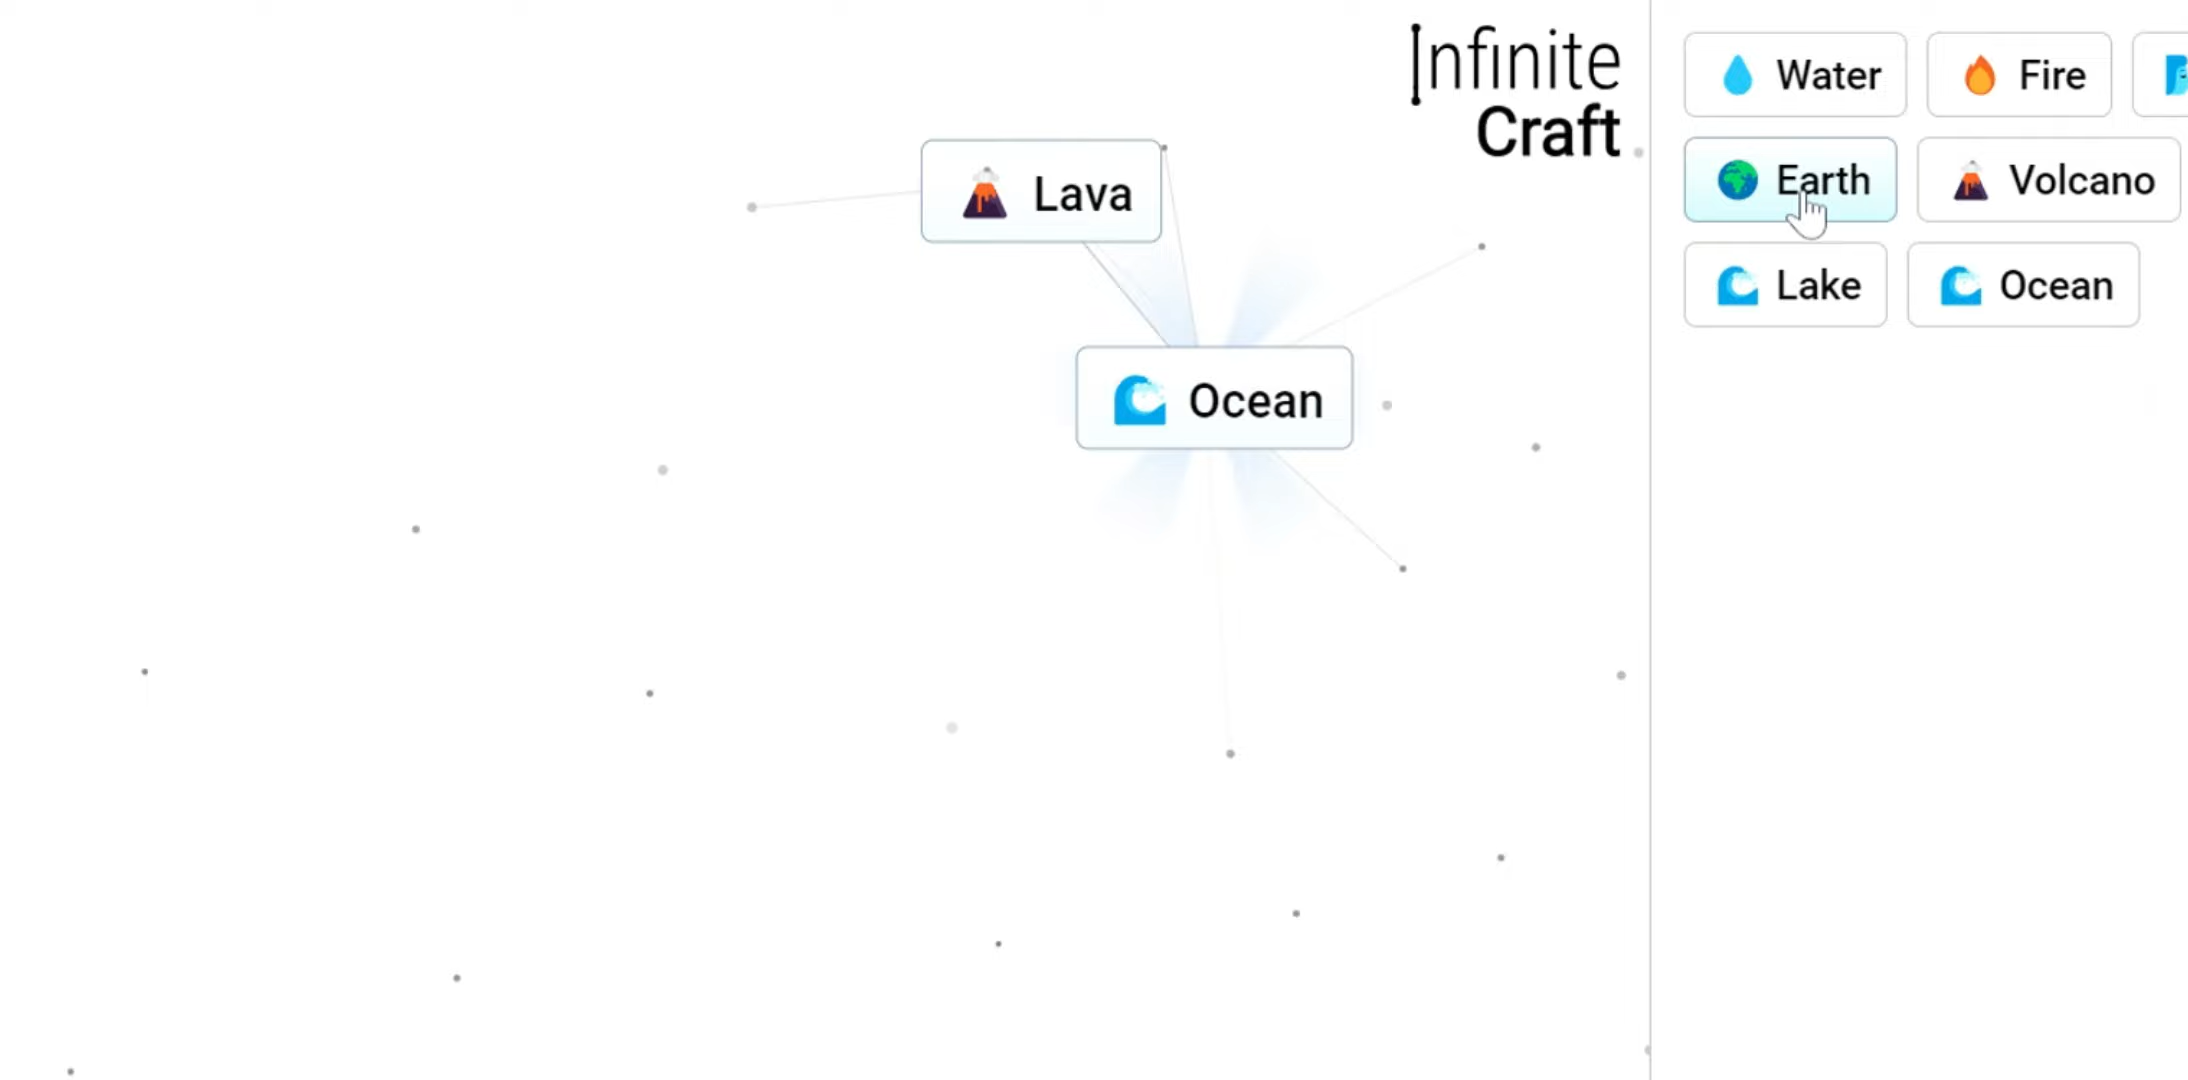 Infinite
Craft
Water
Fire
Lava
Earth
Volcano
Lake
Ocean
Ocean